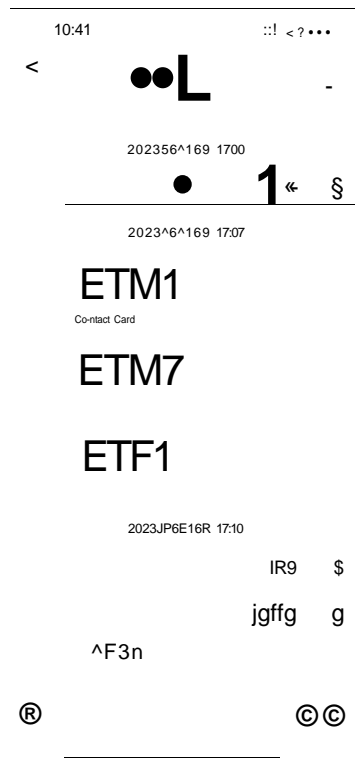 10:41 ::! < ? •••
< ●●L -
202356^169 1700
● 1 « §
2023^6^169 17:07
ETM1
Co-ntact Card
ETM7
ETF1
2023JP6E16R 17:10
IR9 $
jgffg g
^F3n
® ©©